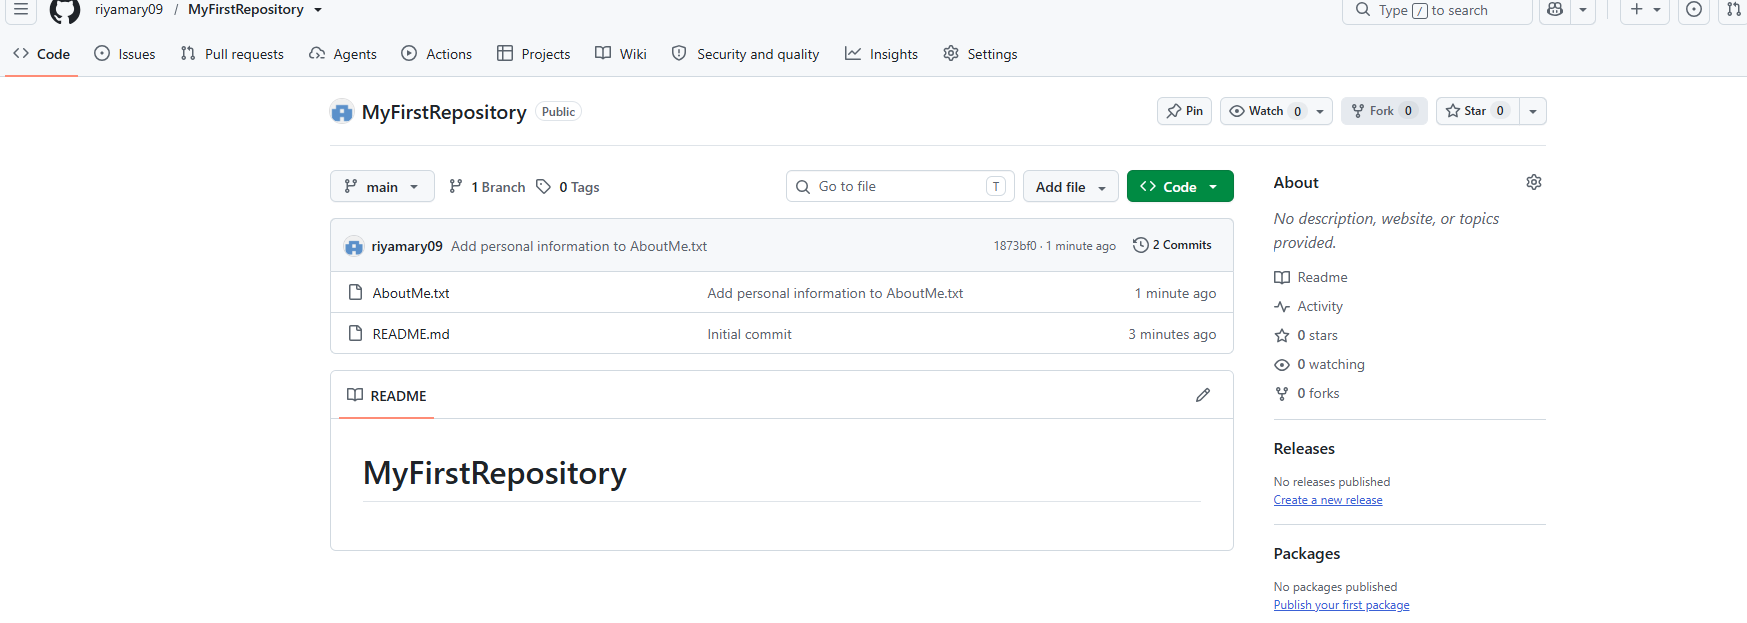 riyamary09 / MyFirstRepository
Type / to search
Code Issues Pull requests Agents Actions Projects Wiki Security and quality Insights Settings
MyFirstRepository Public
Pin Watch 0 Fork 0 Star 0
main 1 Branch 0 Tags
Go to file T Add file Code
riyamary09 Add personal information to AboutMe.txt 1873bf0 · 1 minute ago 2 Commits
AboutMe.txt Add personal information to AboutMe.txt 1 minute ago
README.md Initial commit 3 minutes ago
README
MyFirstRepository
About
No description, website, or topics
provided.
Readme
Activity
0 stars
0 watching
0 forks
Releases
No releases published
Create a new release
Packages
No packages published
Publish your first package